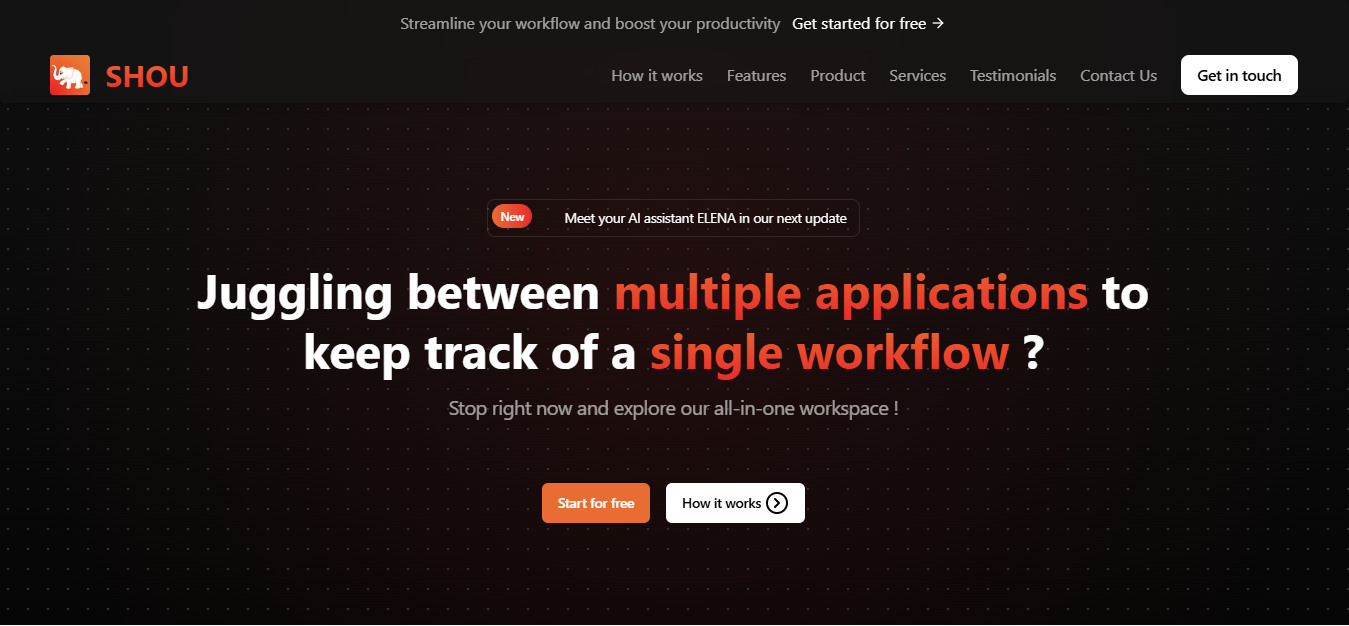 Streamline your workflow and boost your productivity Get started for free →
SHOU How it works Features Product Services Testimonials Contact Us Get in touch
New Meet your AI assistant ELENA in our next update
Juggling between multiple applications to
keep track of a single workflow ?
Stop right now and explore our all-in-one workspace !
Start for free How it works